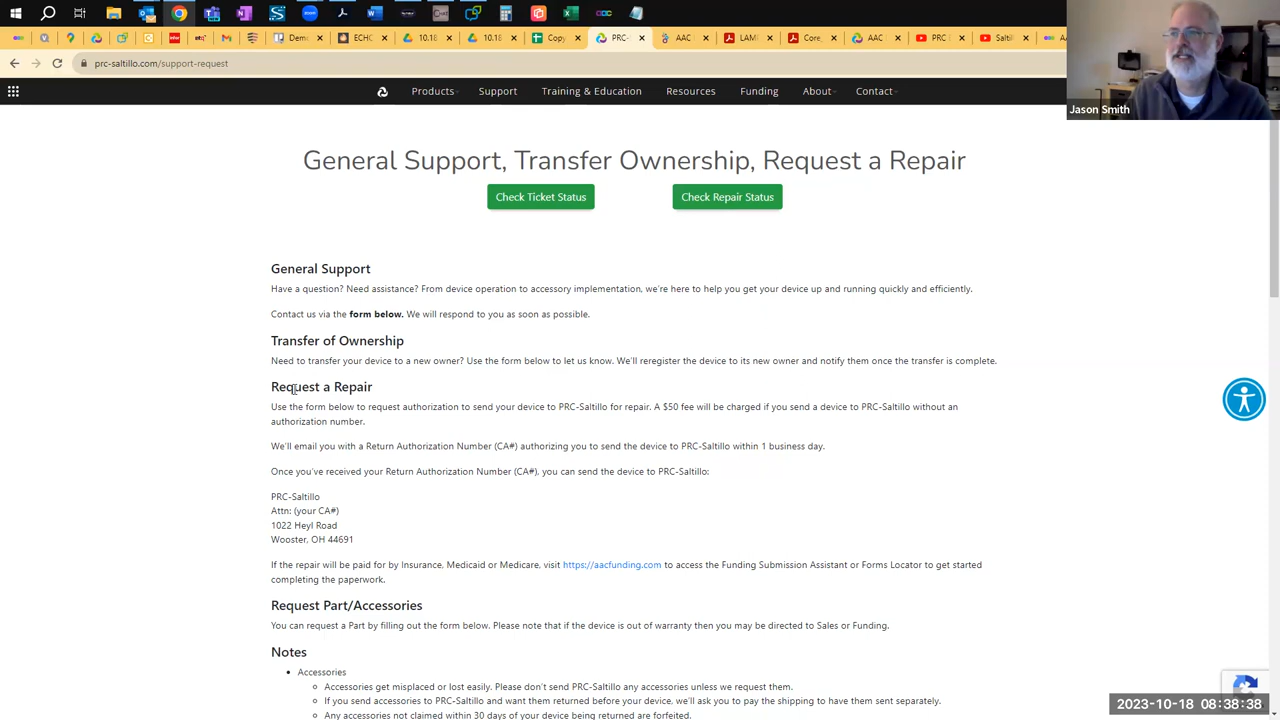 Demo
ECHO
10.18
10.18
Copy
PRC-
AAC
LAMI
Core_
AAC
PRC
Saltil
prc-saltillo.com/support-request
Products
Support
Training & Education
Resources
Funding
About
Contact
Jason Smith
General Support, Transfer Ownership, Request a Repair
Check Ticket Status
Check Repair Status
General Support
Have a question? Need assistance? From device operation to accessory implementation, we're here to help you get your device up and running quickly and efficiently.
Contact us via the form below. We will respond to you as soon as possible.
Transfer of Ownership
Need to transfer your device to a new owner? Use the form below to let us know. We'll reregister the device to its new owner and notify them once the transfer is complete.
Request a Repair
Use the form below to request authorization to send your device to PRC-Saltillo for repair. A $50 fee will be charged if you send a device to PRC-Saltillo without an
authorization number.
We'll email you with a Return Authorization Number (CA#) authorizing you to send the device to PRC-Saltillo within 1 business day.
Once you've received your Return Authorization Number (CA#), you can send the device to PRC-Saltillo:
PRC-Saltillo
Attn: (your CA#)
1022 Heyl Road
Wooster, OH 44691
If the repair will be paid for by Insurance, Medicaid or Medicare, visit https://aacfunding.com to access the Funding Submission Assistant or Forms Locator to get started
completing the paperwork.
Request Part/Accessories
You can request a Part by filling out the form below. Please note that if the device is out of warranty then you may be directed to Sales or Funding.
Notes
Accessories
Accessories get misplaced or lost easily. Please don't send PRC-Saltillo any accessories unless we request them.
If you send accessories to PRC-Saltillo and want them returned before your device, we'll ask you to pay the shipping to have them sent separately.
Any accessories not claimed within 30 days of your device being returned are forfeited.
2023-10-18 08:38:38